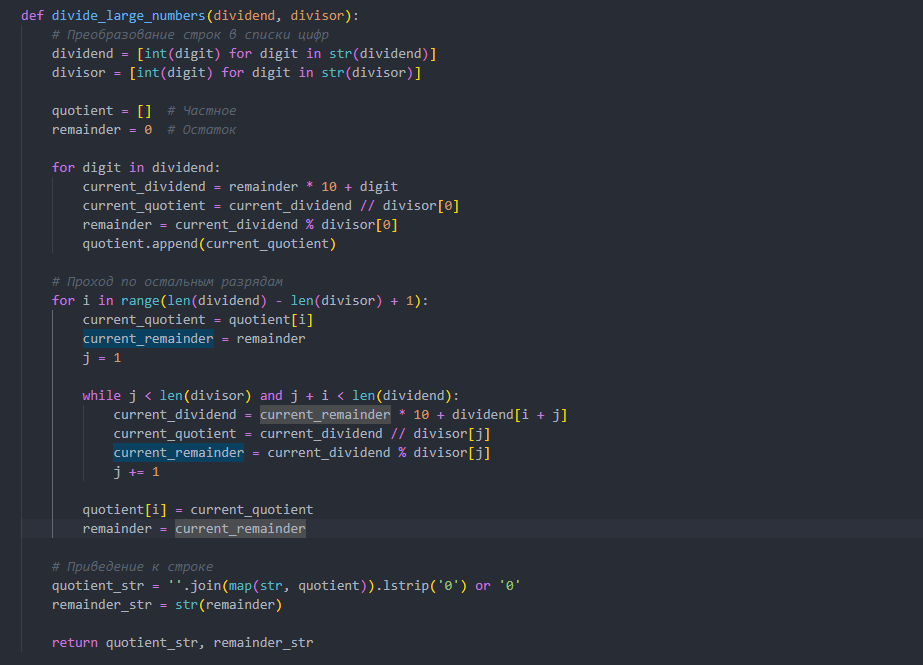 def divide_large_numbers(dividend, divisor):
    # Преобразование строк в списки цифр
    dividend = [int(digit) for digit in str(dividend)]
    divisor = [int(digit) for digit in str(divisor)]

    quotient = []  # Частное
    remainder = 0  # Остаток

    for digit in dividend:
        current_dividend = remainder * 10 + digit
        current_quotient = current_dividend // divisor[0]
        remainder = current_dividend % divisor[0]
        quotient.append(current_quotient)

    # Проход по остальным разрядам
    for i in range(len(dividend) - len(divisor) + 1):
        current_quotient = quotient[i]
        current_remainder = remainder
        j = 1

        while j < len(divisor) and j + i < len(dividend):
            current_dividend = current_remainder * 10 + dividend[i + j]
            current_quotient = current_dividend // divisor[j]
            current_remainder = current_dividend % divisor[j]
            j += 1

        quotient[i] = current_quotient
        remainder = current_remainder

    # Приведение к строке
    quotient_str = ''.join(map(str, quotient)).lstrip('0') or '0'
    remainder_str = str(remainder)

    return quotient_str, remainder_str